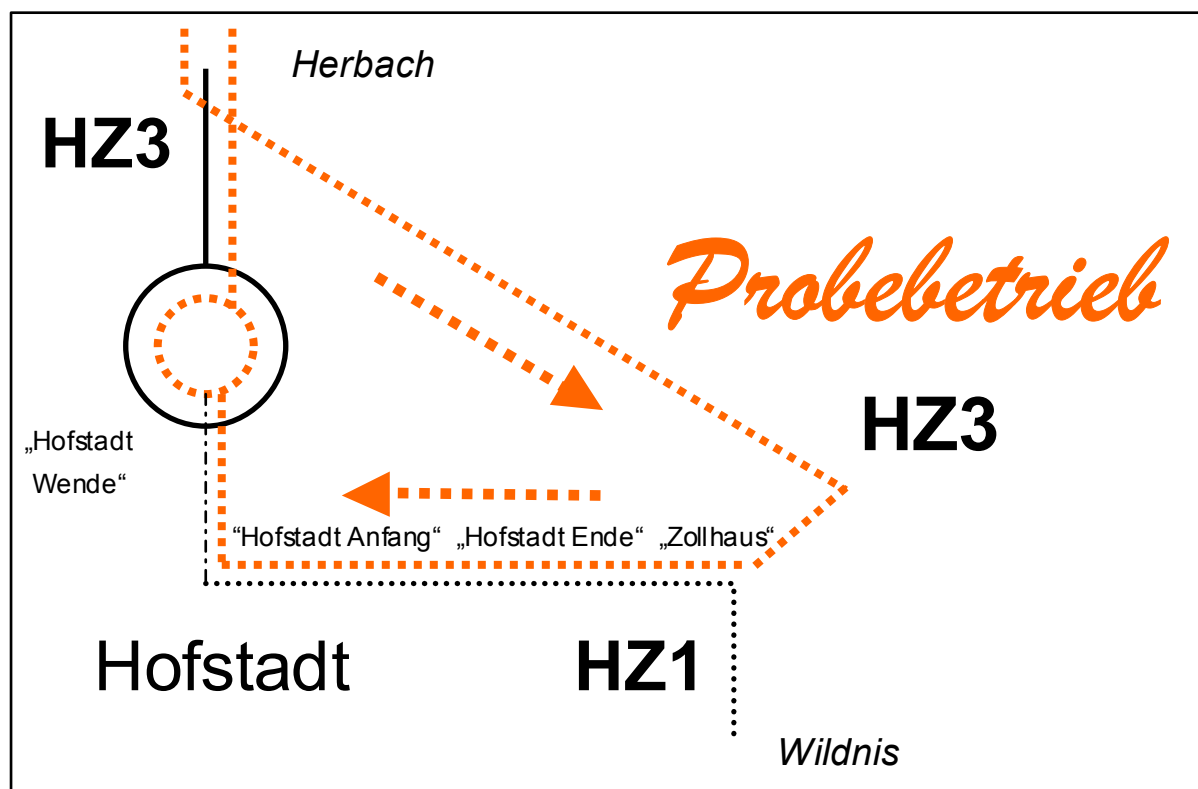 Herbach
HZ3
Probebetrieb
HZ3
„Hofstadt
Wende“
“Hofstadt Anfang“ „Hofstadt Ende“ „Zollhaus“
Hofstadt
HZ1
Wildnis